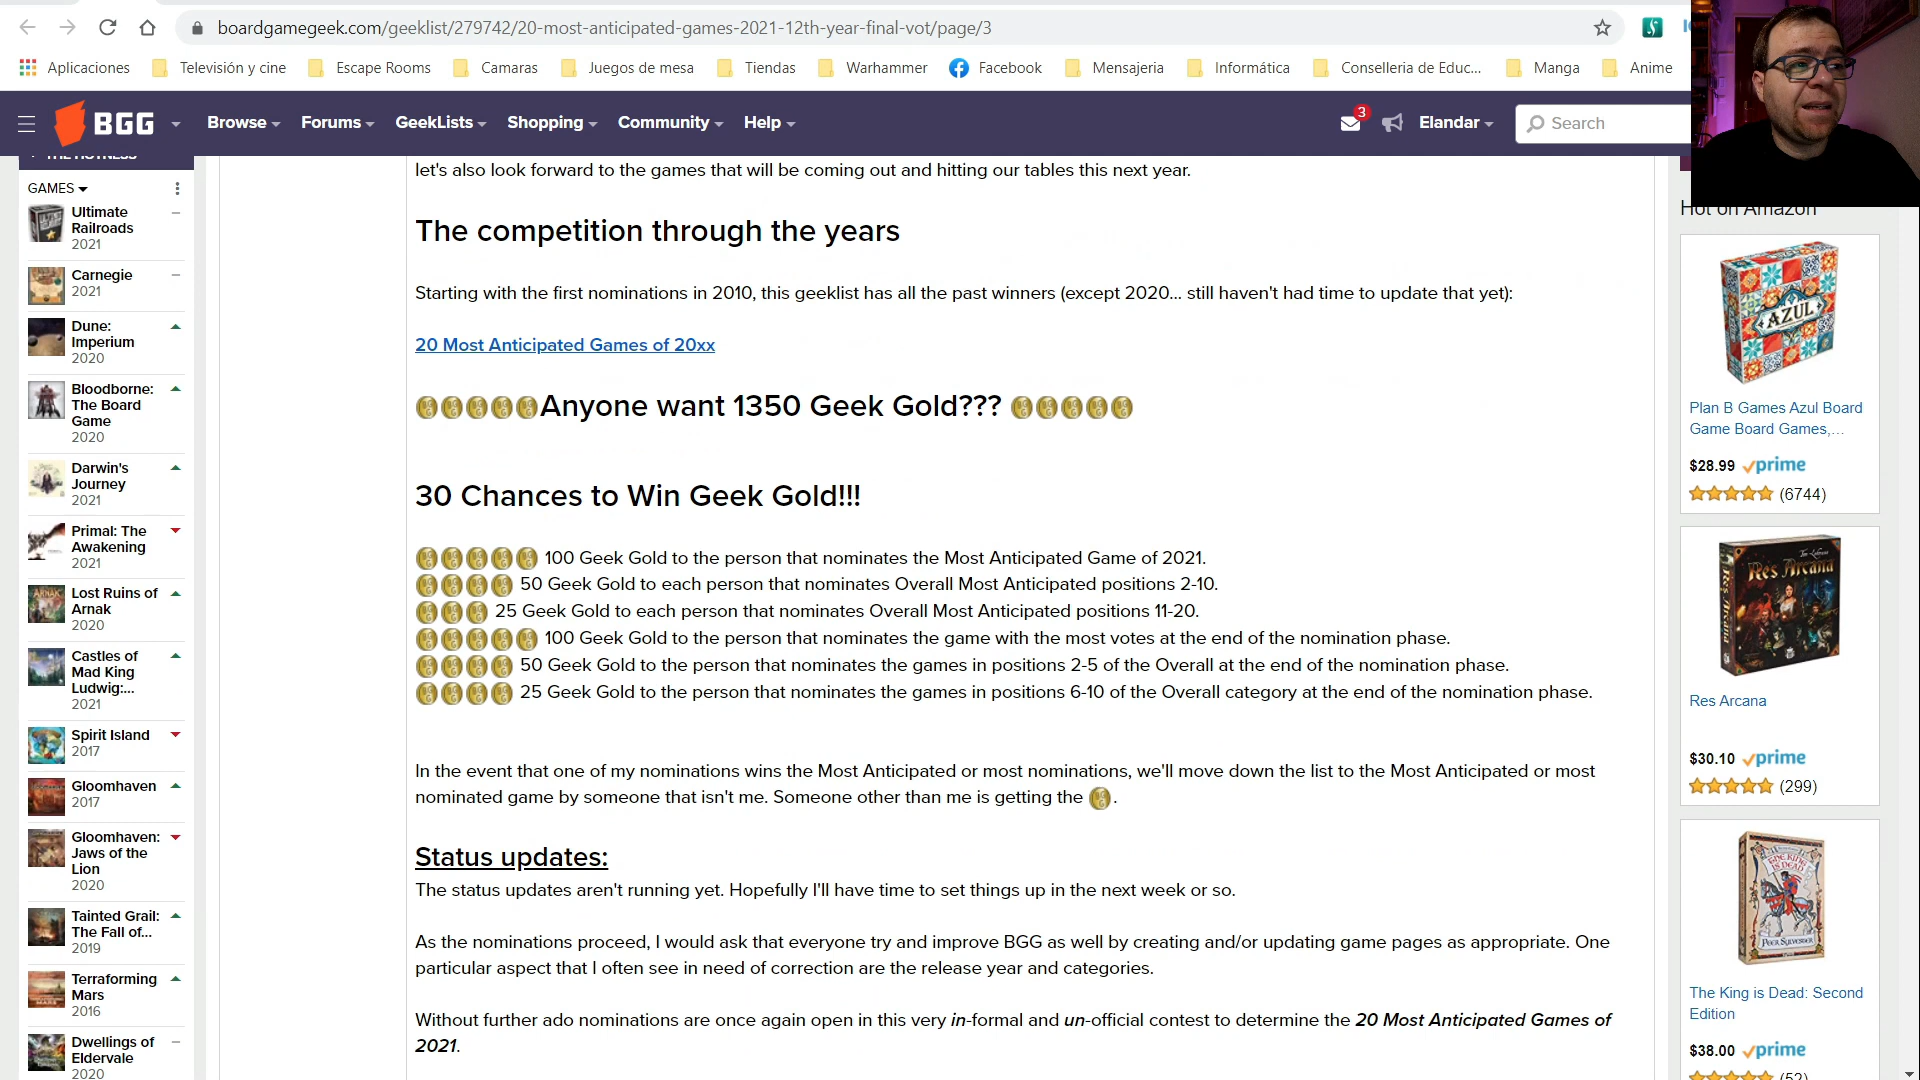 boardgamegeek.com/geeklist/279742/20-most-anticipated-games-2021-12th-year-final-vot/page/3
Aplicaciones Televisión y cine Escape Rooms Camaras Juegos de mesa Tiendas Warhammer Facebook Mensajeria Informática Conselleria de Educ... Manga Anime
BGG Browse Forums GeekLists Shopping Community Help 3 Elandar Search
THE HOTNESS
GAMES
Ultimate
Railroads
2021
Carnegie
2021
Dune:
Imperium
2020
Bloodborne:
The Board
Game
2020
Darwin's
Journey
2021
Primal: The
Awakening
2021
Lost Ruins of
Arnak
2020
Castles of
Mad King
Ludwig:...
2021
Spirit Island
2017
Gloomhaven
2017
Gloomhaven:
Jaws of the
Lion
2020
Tainted Grail:
The Fall of...
2019
Terraforming
Mars
2016
Dwellings of
Eldervale
2020
let's also look forward to the games that will be coming out and hitting our tables this next year.
The competition through the years
Starting with the first nominations in 2010, this geeklist has all the past winners (except 2020... still haven't had time to update that yet):
20 Most Anticipated Games of 20xx
Anyone want 1350 Geek Gold???
30 Chances to Win Geek Gold!!!
100 Geek Gold to the person that nominates the Most Anticipated Game of 2021.
50 Geek Gold to each person that nominates Overall Most Anticipated positions 2-10.
25 Geek Gold to each person that nominates Overall Most Anticipated positions 11-20.
100 Geek Gold to the person that nominates the game with the most votes at the end of the nomination phase.
50 Geek Gold to the person that nominates the games in positions 2-5 of the Overall at the end of the nomination phase.
25 Geek Gold to the person that nominates the games in positions 6-10 of the Overall category at the end of the nomination phase.
In the event that one of my nominations wins the Most Anticipated or most nominations, we'll move down the list to the Most Anticipated or most
nominated game by someone that isn't me. Someone other than me is getting the .
Status updates:
The status updates aren't running yet. Hopefully I'll have time to set things up in the next week or so.
As the nominations proceed, I would ask that everyone try and improve BGG as well by creating and/or updating game pages as appropriate. One
particular aspect that I often see in need of correction are the release year and categories.
Without further ado nominations are once again open in this very in-formal and un-official contest to determine the 20 Most Anticipated Games of
2021.
Hot on Amazon
AZUL
Plan B Games Azul Board
Game Board Games,...
$28.99 prime
(6744)
Res Arcana
Res Arcana
$30.10 prime
(299)
THE KING
IS DEAD
PEER SYLVESTER
The King is Dead: Second
Edition
$38.00 prime
(52)